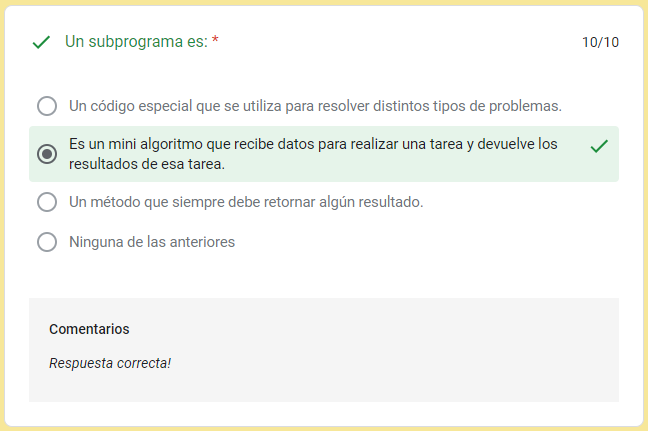 Un subprograma es: *
10/10
Un código especial que se utiliza para resolver distintos tipos de problemas.
Es un mini algoritmo que recibe datos para realizar una tarea y devuelve los
resultados de esa tarea.
Un método que siempre debe retornar algún resultado.
Ninguna de las anteriores
Comentarios
Respuesta correcta!